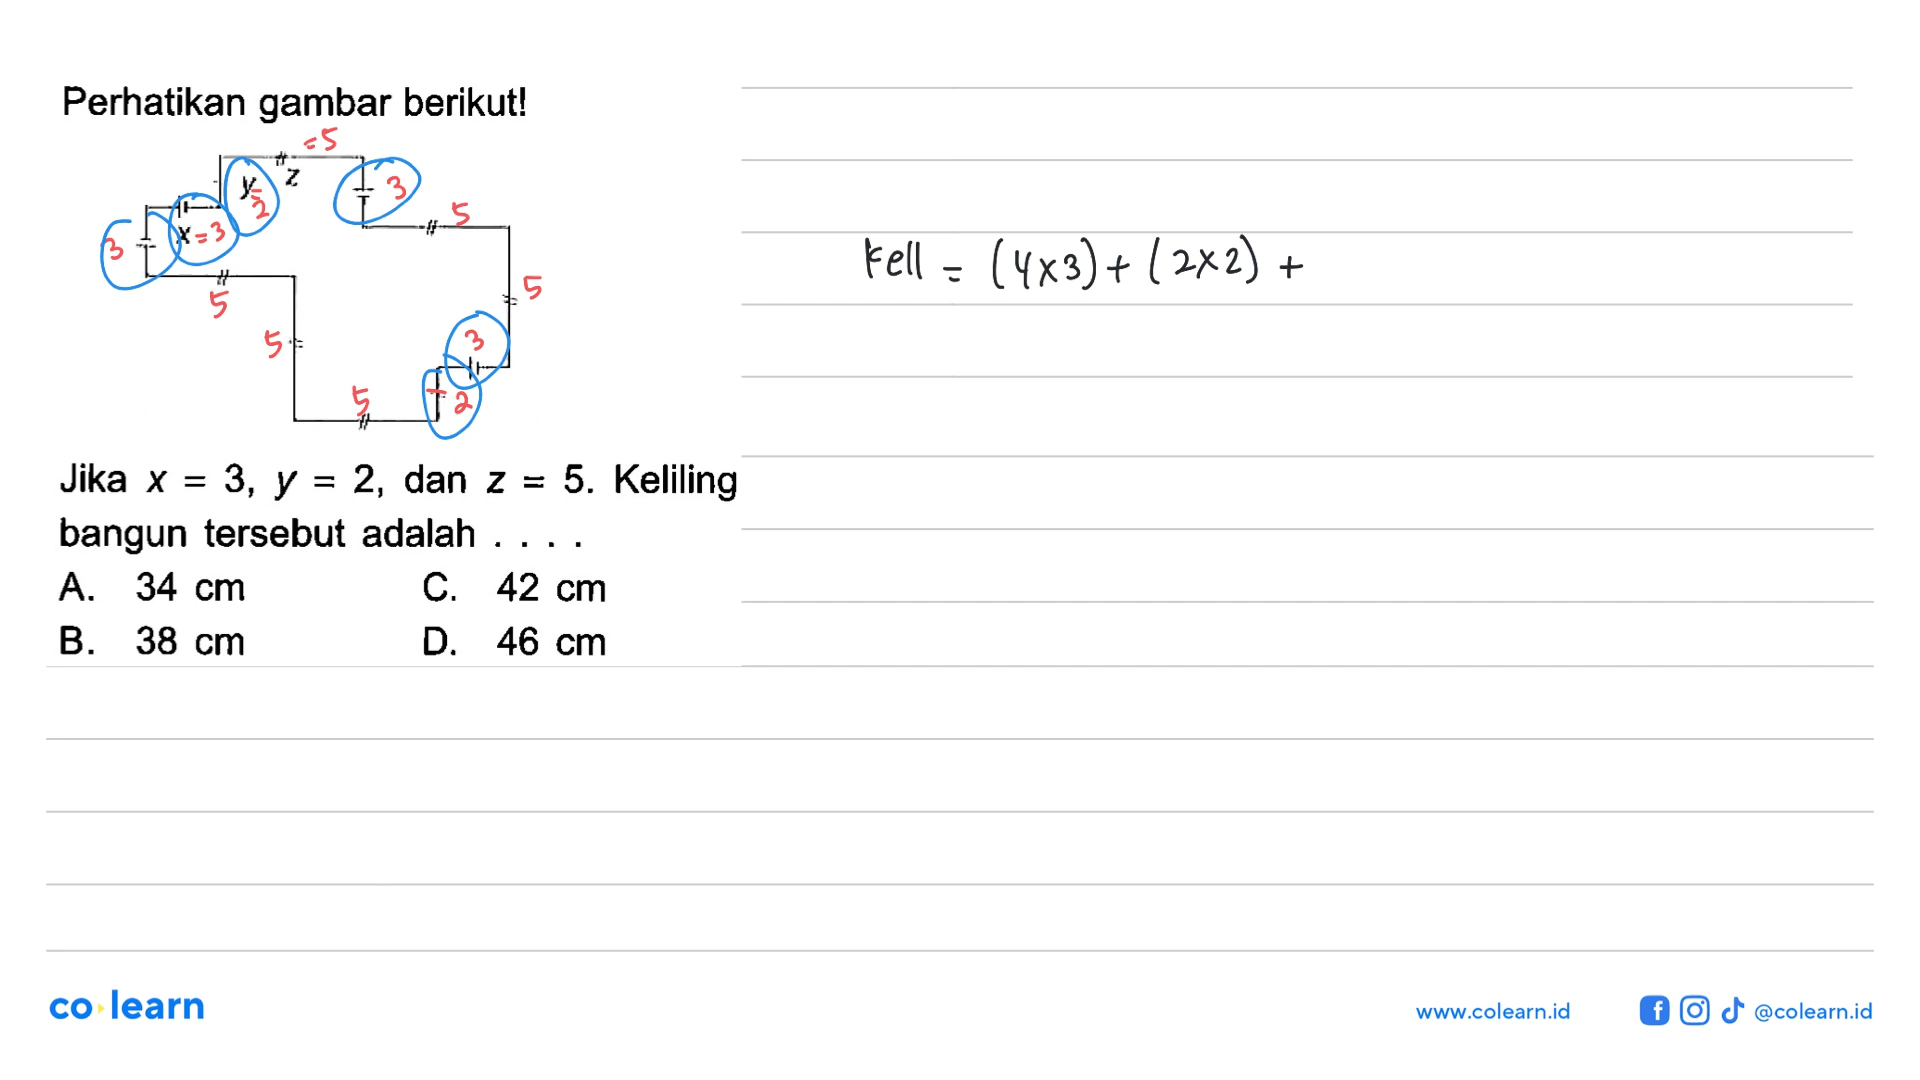 Perhatikan gambar berikut!
= 5
y = 2
z
3
x = 3
3
5
5
5
5
3
5
2
Kell = (4x3) + (2x2) +
Jika x = 3, y = 2, dan z = 5. Keliling
bangun tersebut adalah . . . .
A. 34 cm C. 42 cm
B. 38 cm D. 46 cm
co learn
www.colearn.id
@colearn.id